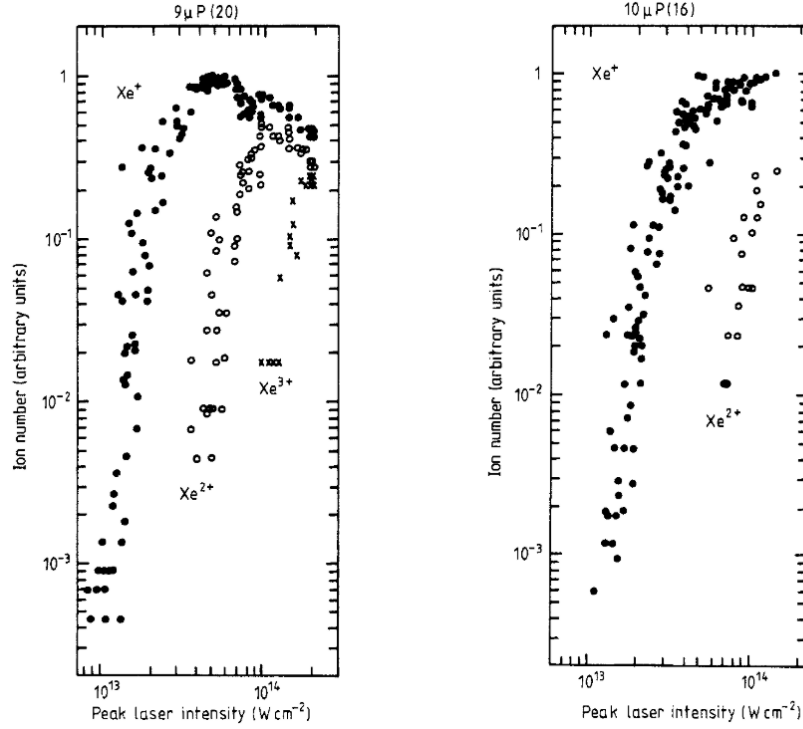 9μP(20)
1
10⁻¹
10⁻²
10⁻³
Xe⁺
Xe²⁺
Xe³⁺
Ion number (arbitrary units)
10¹³
10¹⁴
Peak laser intensity (W cm⁻²)
10μP(16)
1
10⁻¹
10⁻²
10⁻³
Xe⁺
Xe²⁺
Ion number (arbitrary units)
10¹³
10¹⁴
Peak laser intensity (W cm⁻²)